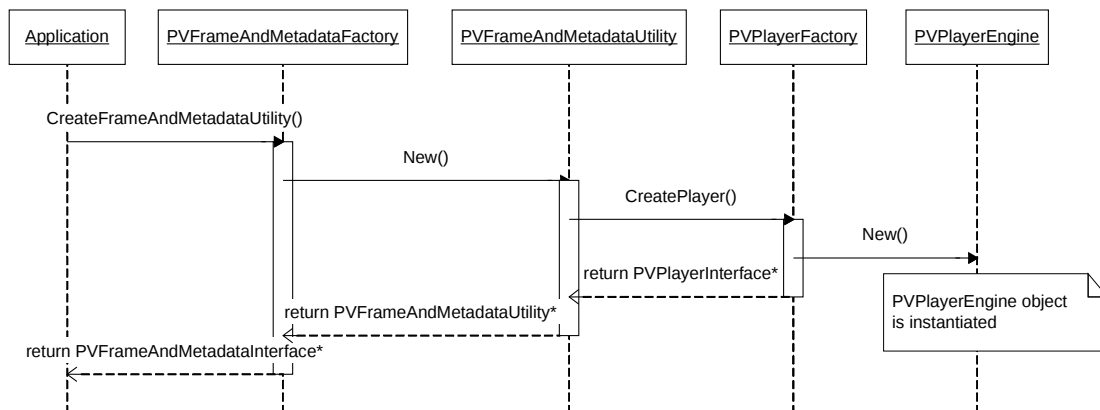 Application
PVFrameAndMetadataFactory
PVFrameAndMetadataUtility
PVPlayerFactory
PVPlayerEngine
CreateFrameAndMetadataUtility()
New()
CreatePlayer()
New()
return PVPlayerInterface*
PVPlayerEngine object
is instantiated
return PVFrameAndMetadataUtility*
return PVFrameAndMetadataInterface*